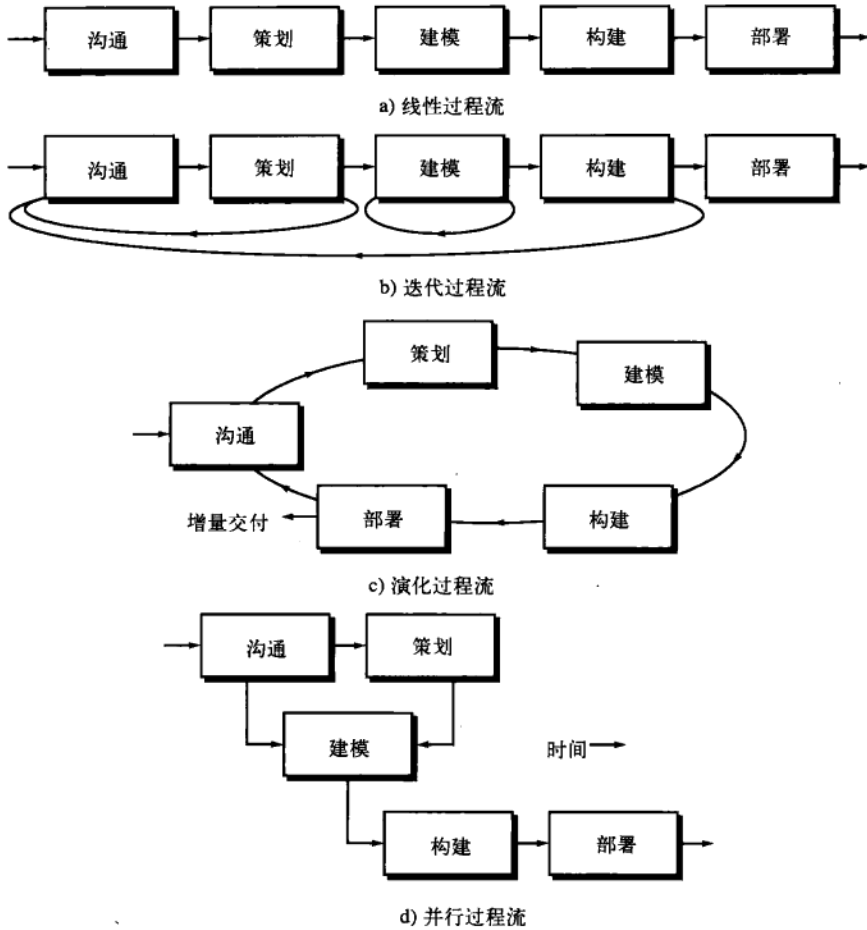 沟通 策划 建模 构建 部署
a) 线性过程流
沟通 策划 建模 构建 部署
b) 迭代过程流
策划
建模
沟通
增量交付 部署 构建
c) 演化过程流
沟通 策划
建模 时间
构建 部署
d) 并行过程流